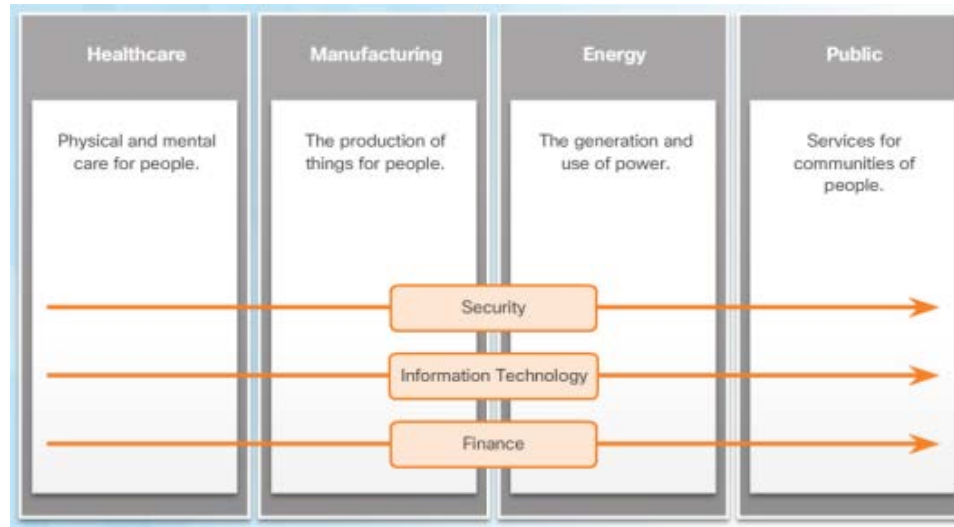 Healthcare
Manufacturing
Energy
Public
Physical and mental
care for people.
The production of
things for people.
The generation and
use of power.
Services for
communities of
people.
Security
Information Technology
Finance